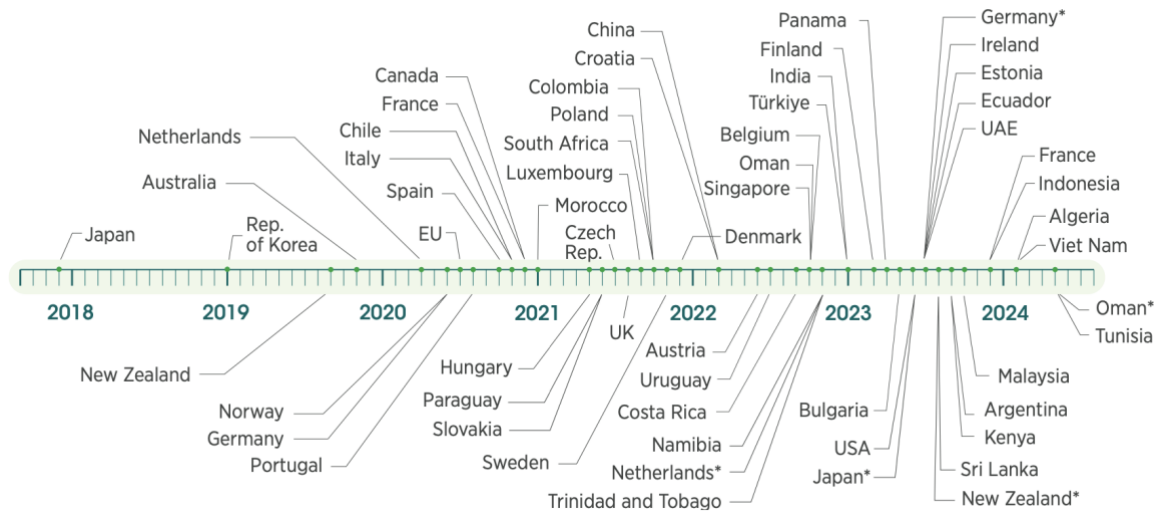 China
Croatia
Colombia
Poland
South Africa
Luxembourg
Canada
France
Chile
Italy
Spain
EU
Netherlands
Australia
Japan
Rep.
of Korea
Morocco
Czech
Rep.
Denmark
Panama
Finland
India
Türkiye
Belgium
Oman
Singapore
Germany*
Ireland
Estonia
Ecuador
UAE
France
Indonesia
Algeria
Viet Nam
2018
2019
2020
2021
2022
2023
2024
New Zealand
Norway
Germany
Portugal
Hungary
Paraguay
Slovakia
Sweden
UK
Austria
Uruguay
Costa Rica
Namibia
Netherlands*
Trinidad and Tobago
Bulgaria
USA
Japan*
Oman*
Tunisia
Malaysia
Argentina
Kenya
Sri Lanka
New Zealand*